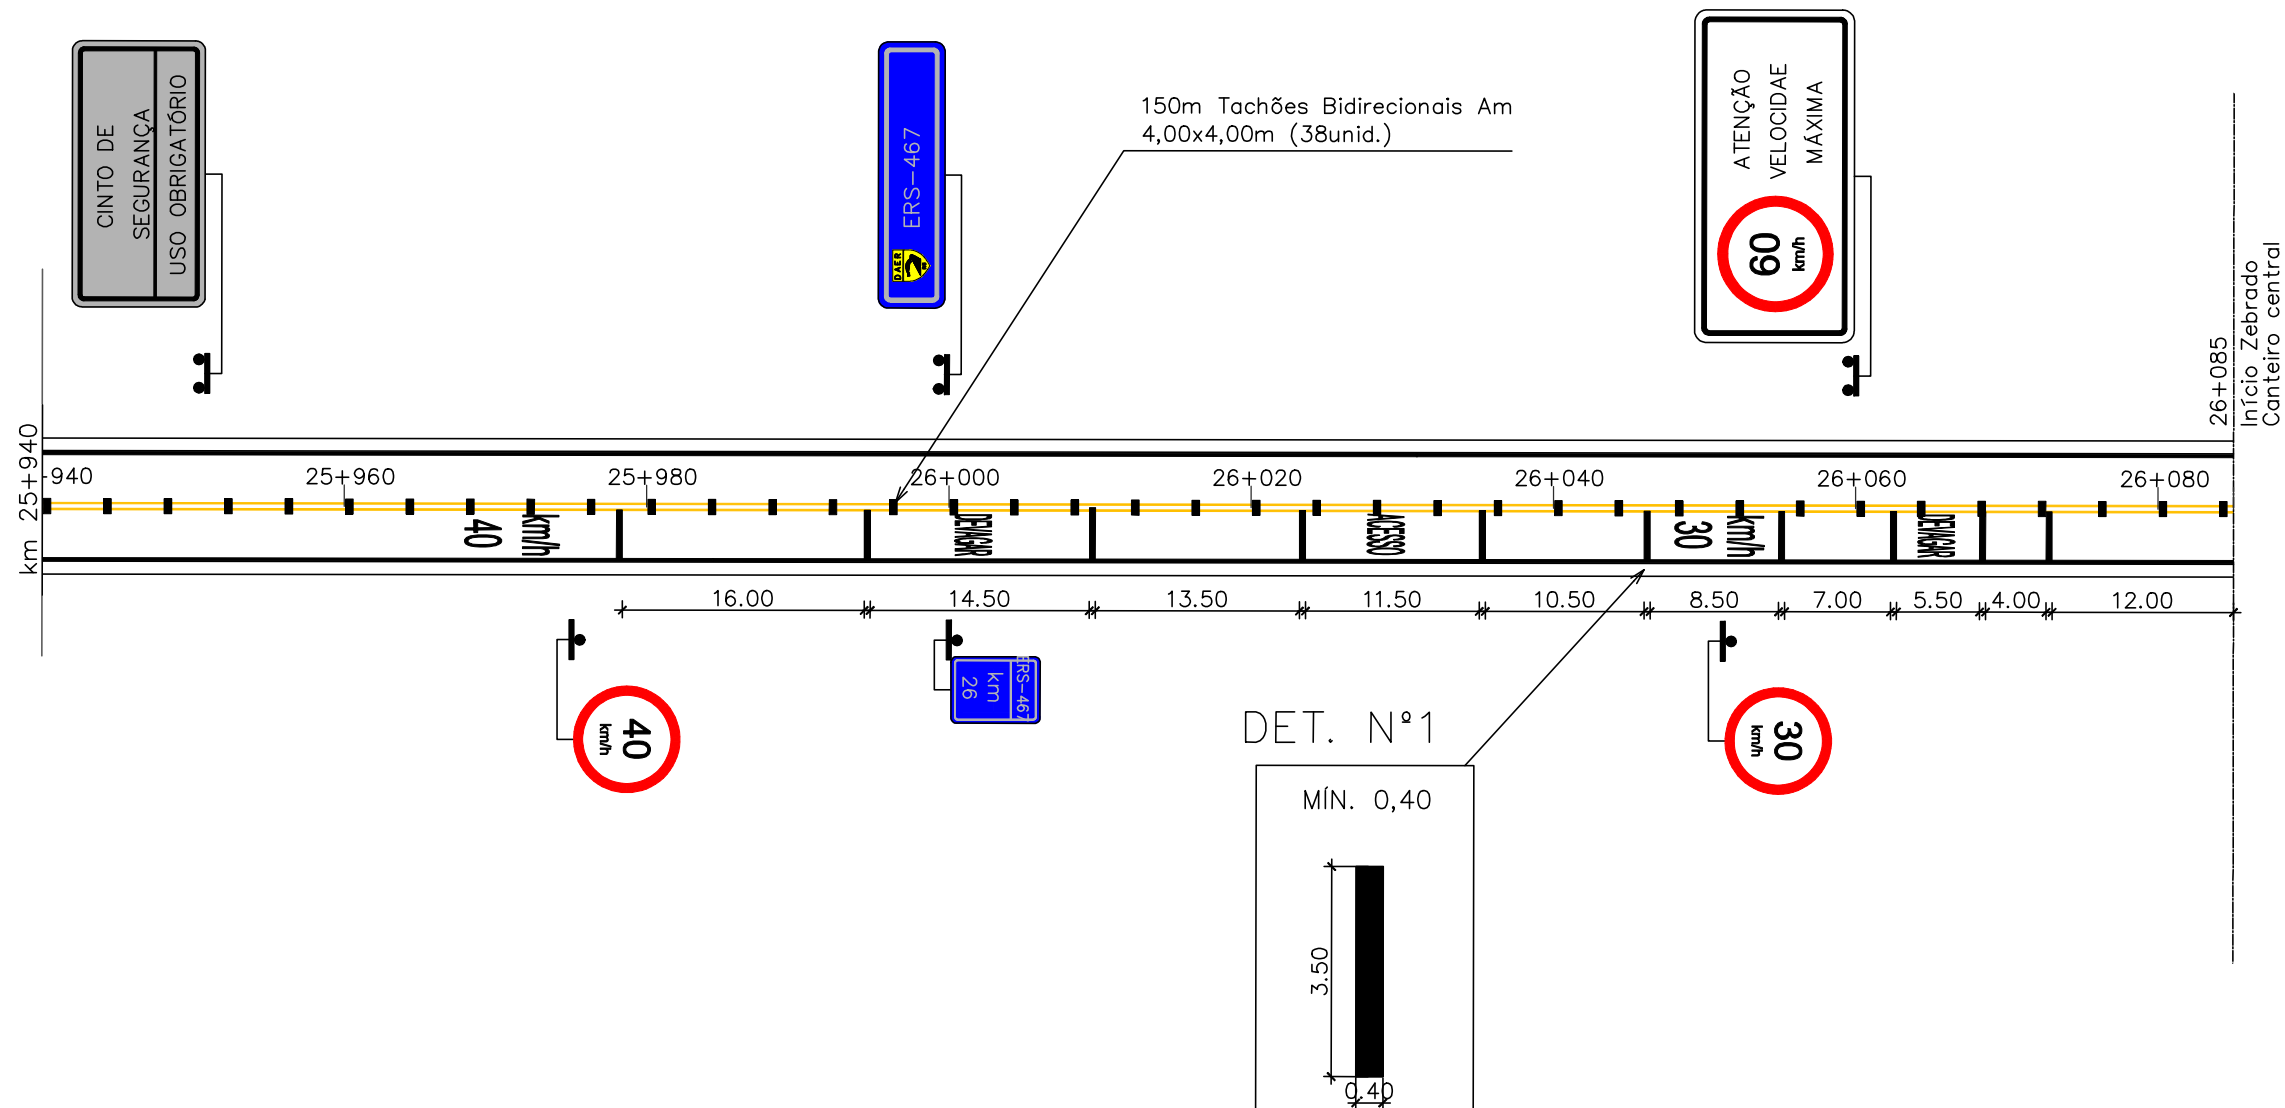 CINTO DE
SEGURANÇA
USO OBRIGATÓRIO
DAER
ERS-467
150m Tachões Bidirecionais Am
4,00x4,00m (38unid.)
ATENÇÃO
VELOCIDAE
MÁXIMA
60
km/h
26+085
Início Zebrado
Canteiro central
km 25+940
+940
25+960
25+980
26+000
26+020
26+040
26+060
26+080
40
km/h
DEVAGAR
ACESSO
30
km/h
DEVAGAR
16.00
14.50
13.50
11.50
10.50
8.50
7.00
5.50
4.00
12.00
40
km/h
ERS-467
km
26
30
km/h
DET. Nº1
MÍN. 0,40
3.50
0.40